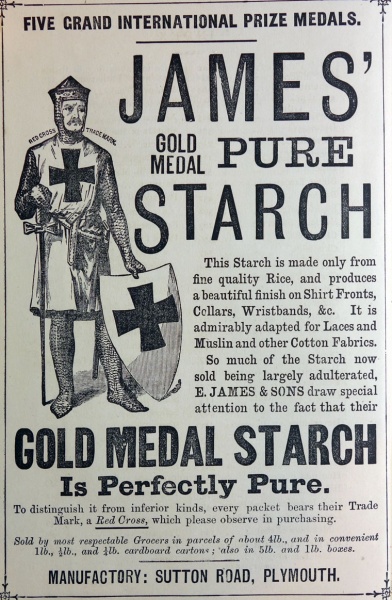 FIVE GRAND INTERNATIONAL PRIZE MEDALS.
JAMES'
RED CROSS TRADE MARK.
GOLD MEDAL PURE
STARCH
This Starch is made only from
fine quality Rice, and produces
a beautiful finish on Shirt Fronts,
Collars, Wristbands, &c. It is
admirably adapted for Laces and
Muslin and other Cotton Fabrics.
So much of the Starch now
sold being largely adulterated,
E. JAMES & SONS draw special
attention to the fact that their
GOLD MEDAL STARCH
Is Perfectly Pure.
To distinguish it from inferior kinds, every packet bears their Trade
Mark, a Red Cross, which please observe in purchasing.
Sold by most respectable Grocers in parcels of about 4lb., and in convenient
1lb., ½lb., and ¼lb. cardboard cartons; also in 5lb. and 1lb. boxes.
MANUFACTORY: SUTTON ROAD, PLYMOUTH.